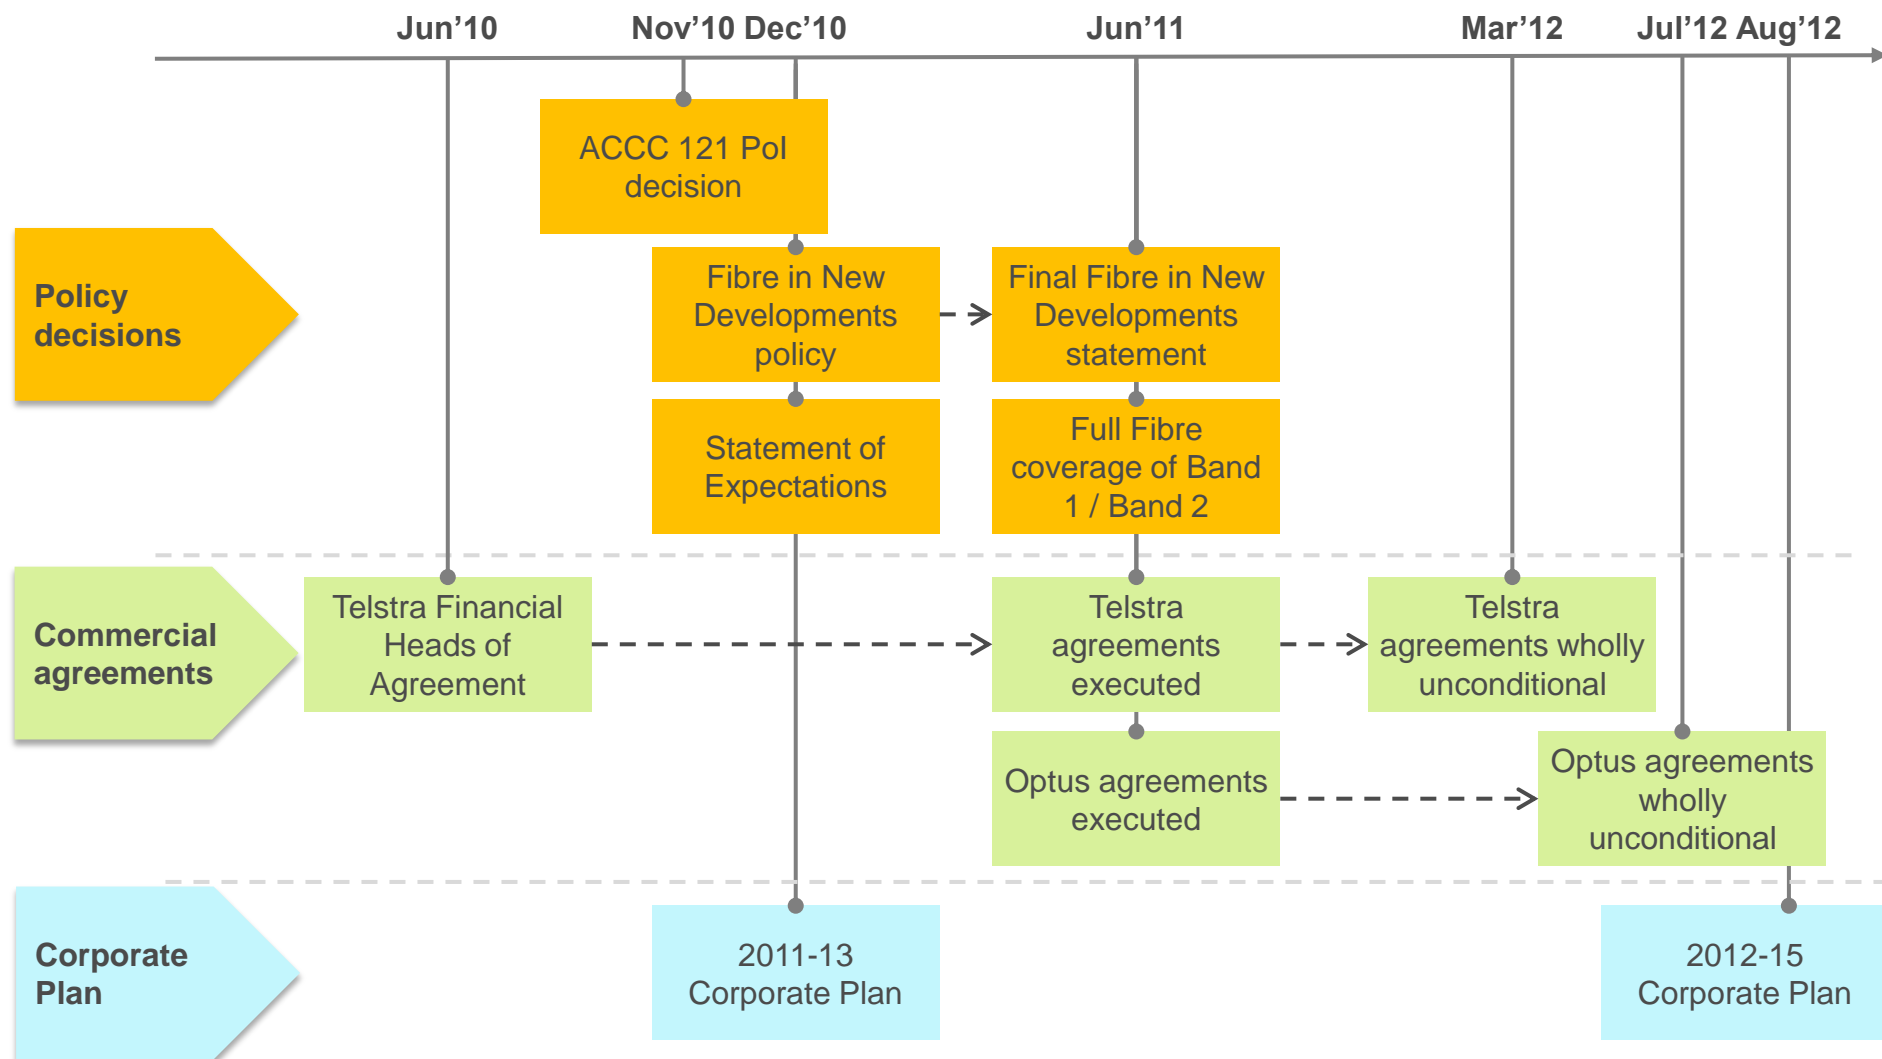 Jun’10
Nov’10 Dec’10
Jun’11
Mar’12
Jul’12 Aug’12
ACCC 121 PoI
decision
Policy
decisions
Fibre in New
Developments
policy
Final Fibre in New
Developments
statement
Statement of
Expectations
Full Fibre
coverage of Band
1 / Band 2
Commercial
agreements
Telstra Financial
Heads of
Agreement
Telstra
agreements
executed
Telstra
agreements wholly
unconditional
Optus agreements
executed
Optus agreements
wholly
unconditional
Corporate
Plan
2011-13
Corporate Plan
2012-15
Corporate Plan